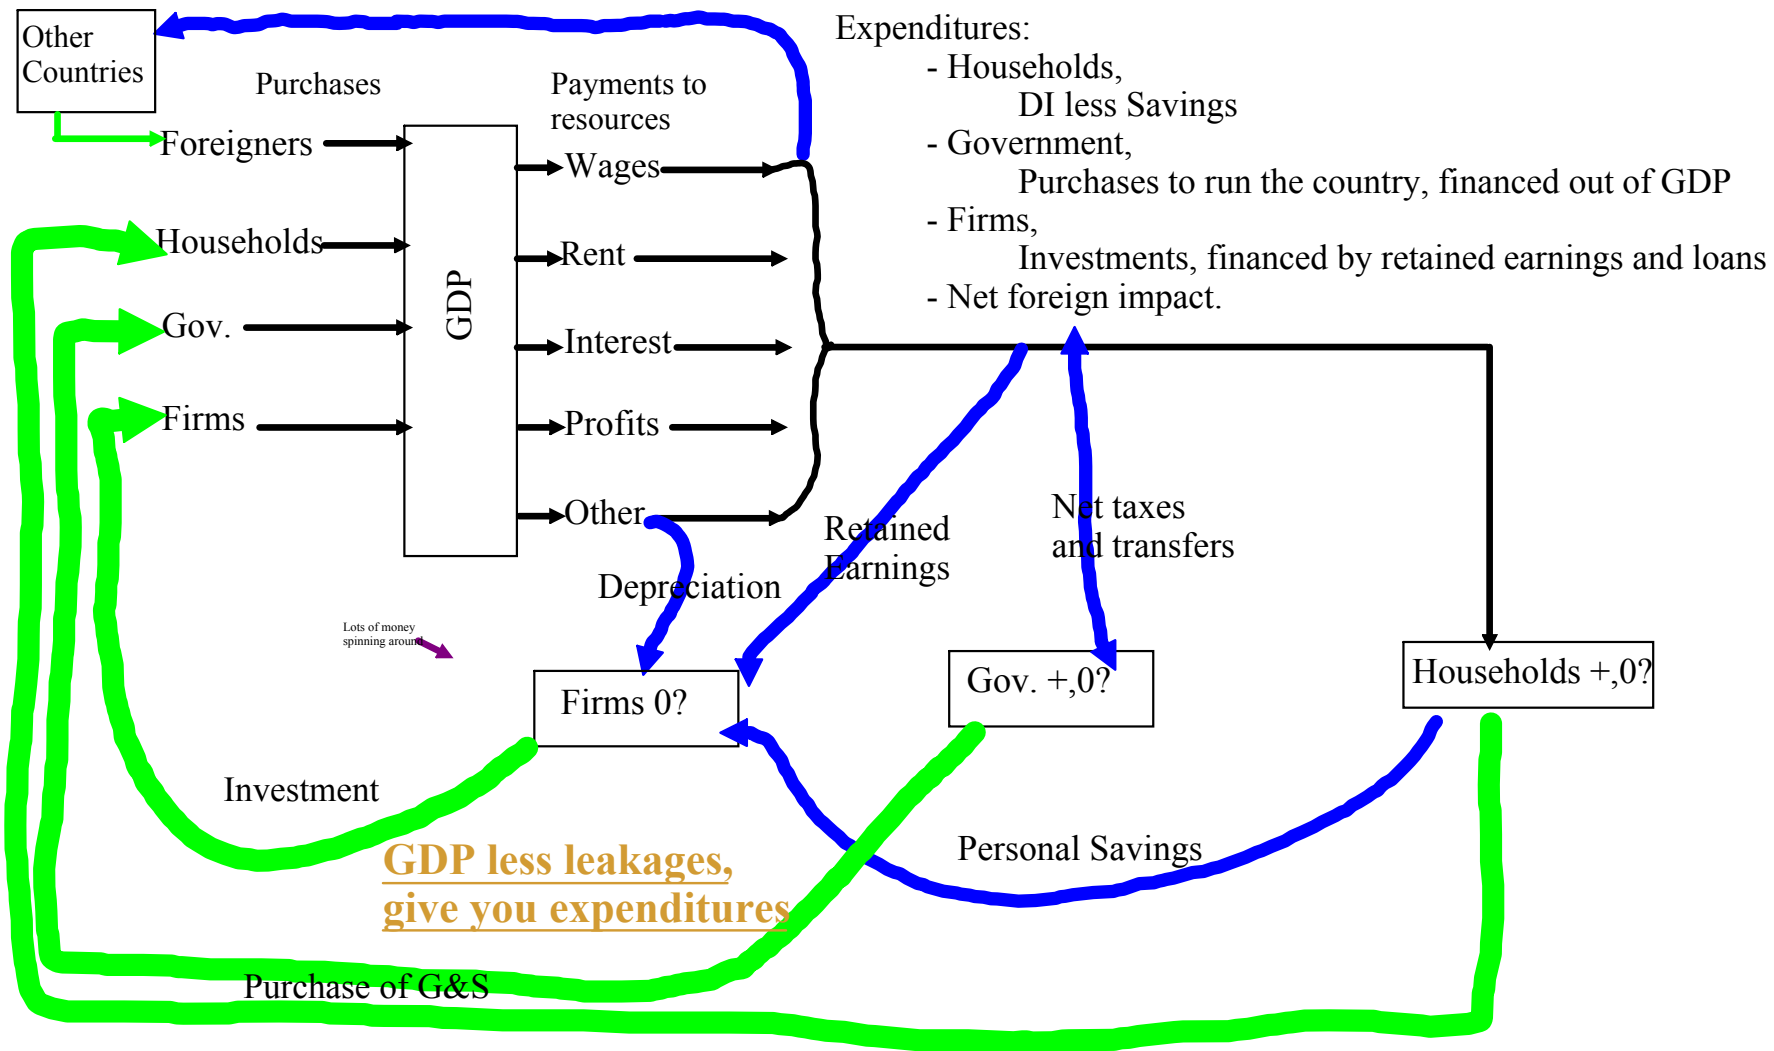 Other
Countries
Purchases
Payments to
resources
Expenditures:
- Households,
DI less Savings
- Government,
Purchases to run the country, financed out of GDP
- Firms,
Investments, financed by retained earnings and loans
- Net foreign impact.
Foreigners
Households
Gov.
Firms
GDP
Wages
Rent
Interest
Profits
Other
Depreciation
Retained
Earnings
Net taxes
and transfers
Lots of money
spinning around
Firms 0?
Gov. +,0?
Households +,0?
Investment
Personal Savings
GDP less leakages,
give you expenditures
Purchase of G&S